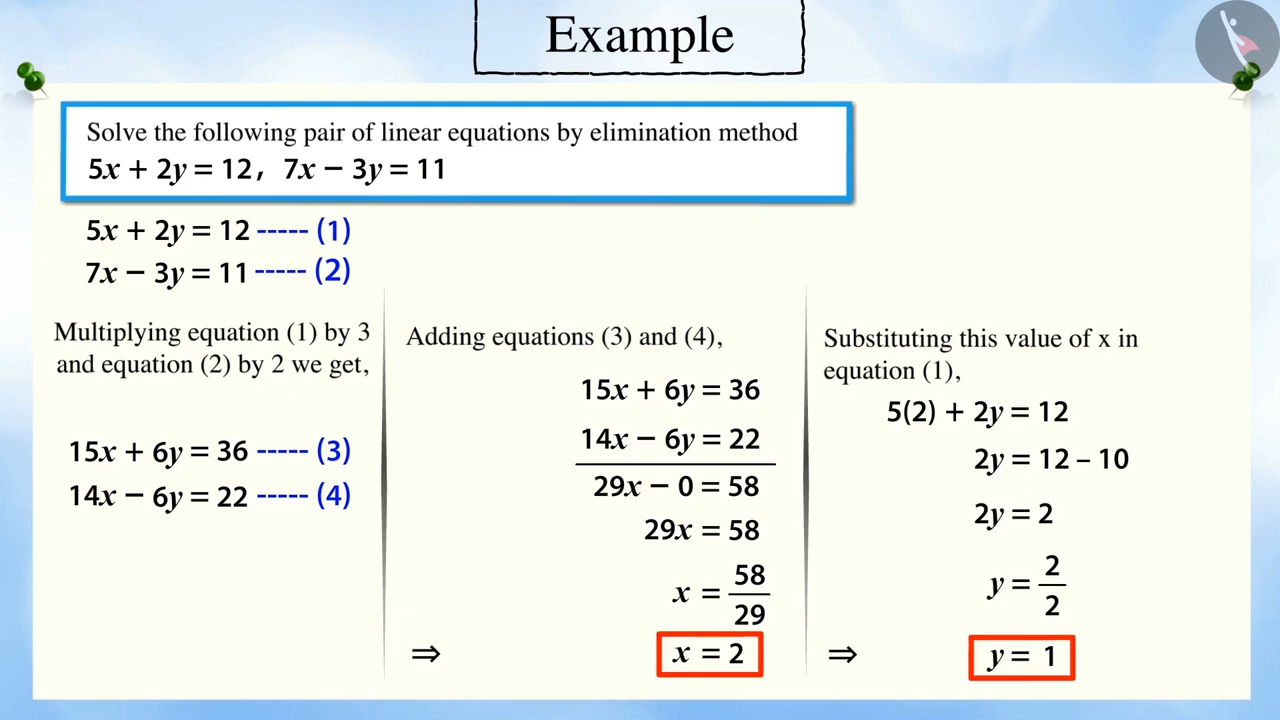 Example
Solve the following pair of linear equations by elimination method
5x + 2y = 12, 7x − 3y = 11
5x + 2y = 12 ----- (1)
7x − 3y = 11 ----- (2)
Multiplying equation (1) by 3
and equation (2) by 2 we get,
15x + 6y = 36 ----- (3)
14x − 6y = 22 ----- (4)
Adding equations (3) and (4),
15x + 6y = 36
14x − 6y = 22
29x − 0 = 58
29x = 58
x = 58/29
⇒ x = 2
Substituting this value of x in
equation (1),
5(2) + 2y = 12
2y = 12 – 10
2y = 2
y = 2/2
⇒ y = 1